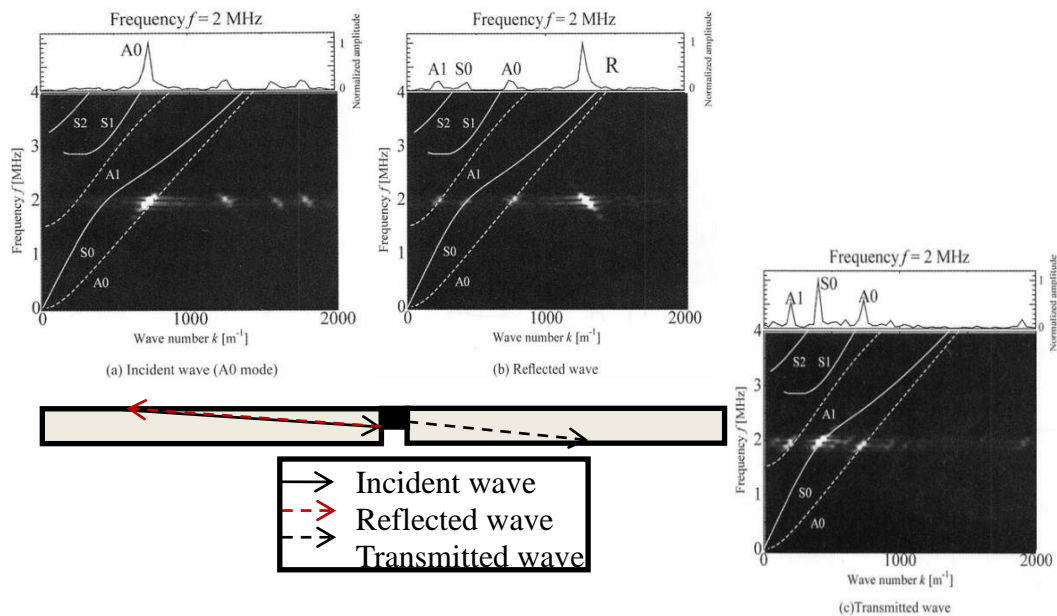 Frequency f = 2 MHz
A0
1
0
Normalized amplitude
4
3
2
1
0
Frequency f [MHz]
S2
S1
A1
S0
A0
0
1000
2000
Wave number k [m⁻¹]
(a) Incident wave (A0 mode)
Frequency f = 2 MHz
A1
S0
A0
R
1
0
Normalized amplitude
4
3
2
1
0
Frequency f [MHz]
S2
S1
A1
S0
A0
0
1000
2000
Wave number k [m⁻¹]
(b) Reflected wave
Incident wave
Reflected wave
Transmitted wave
Frequency f = 2 MHz
A1
S0
A0
1
0
Normalized amplitude
4
3
2
1
0
Frequency f [MHz]
S2
S1
A1
S0
A0
0
1000
2000
Wave number k [m⁻¹]
(c)Transmitted wave